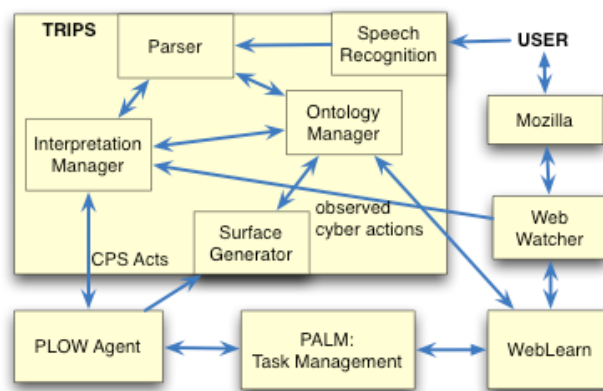 TRIPS
Parser
Speech
Recognition
USER
Ontology
Manager
Mozilla
Interpretation
Manager
observed
cyber actions
Surface
Generator
Web
Watcher
CPS Acts
PLOW Agent
PALM:
Task Management
WebLearn